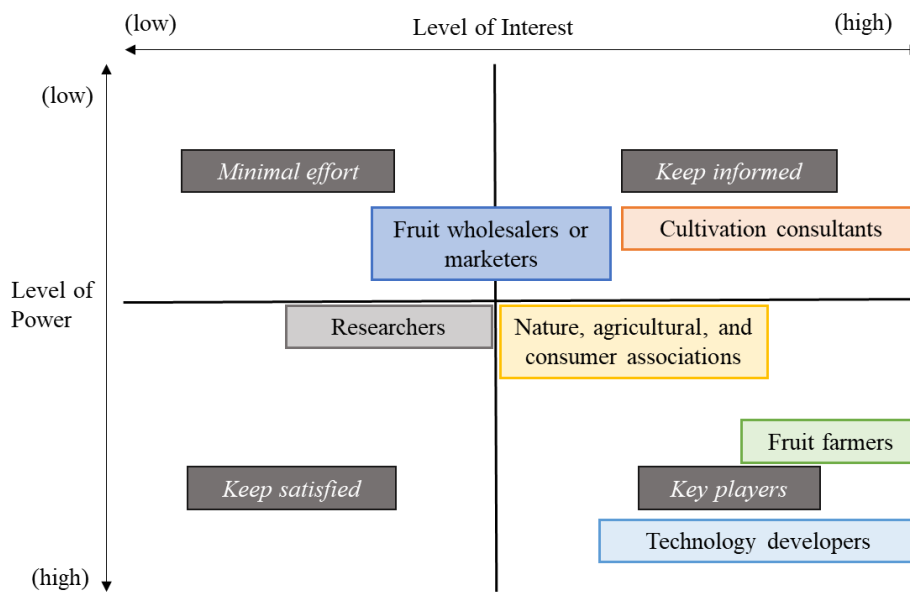 (low)
Level of Interest
(high)
(low)
Minimal effort
Keep informed
Fruit wholesalers or
marketers
Cultivation consultants
Level of
Power
Researchers
Nature, agricultural, and
consumer associations
Fruit farmers
Keep satisfied
Key players
Technology developers
(high)